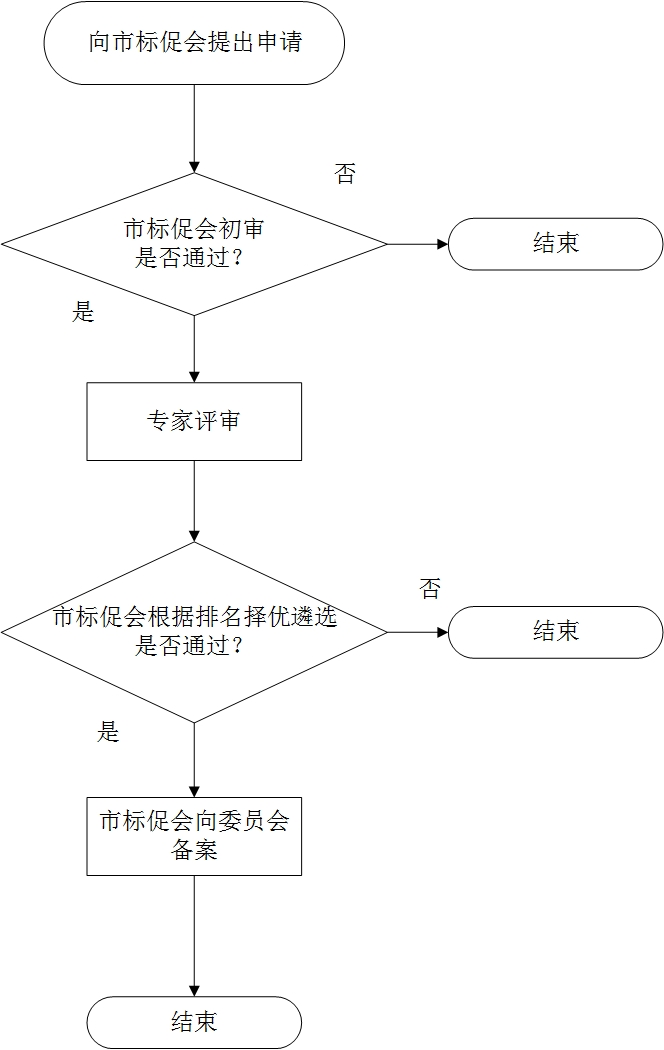 向市标促会提出申请
否
市标促会初审
是否通过？
结束
是
专家评审
否
市标促会根据排名择优遴选
是否通过？
结束
是
市标促会向委员会
备案
结束